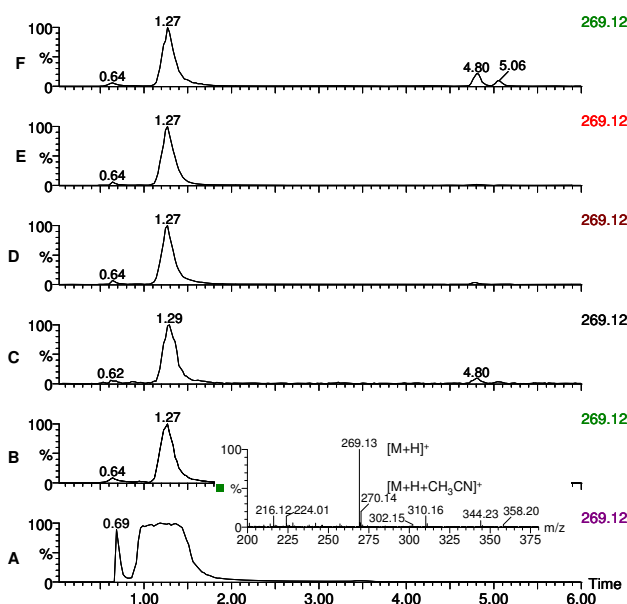 1.27 269.12
100
F % 0.64 4.80 5.06
0
1.27 269.12
100
E %
0.64
0
1.27 269.12
100
D %
0.64
0
1.29 269.12
100
C %
0.62 4.80
0
1.27 269.12
100
B %
0.64
0
100 269.13 [M+H]+
% [M+H+CH3CN]+
216.12 224.01 270.14 302.15 310.16 344.23 358.20
0 m/z
200 225 250 275 300 325 350 375
269.12
100 0.69
A %
0 Time
1.00 2.00 3.00 4.00 5.00 6.00